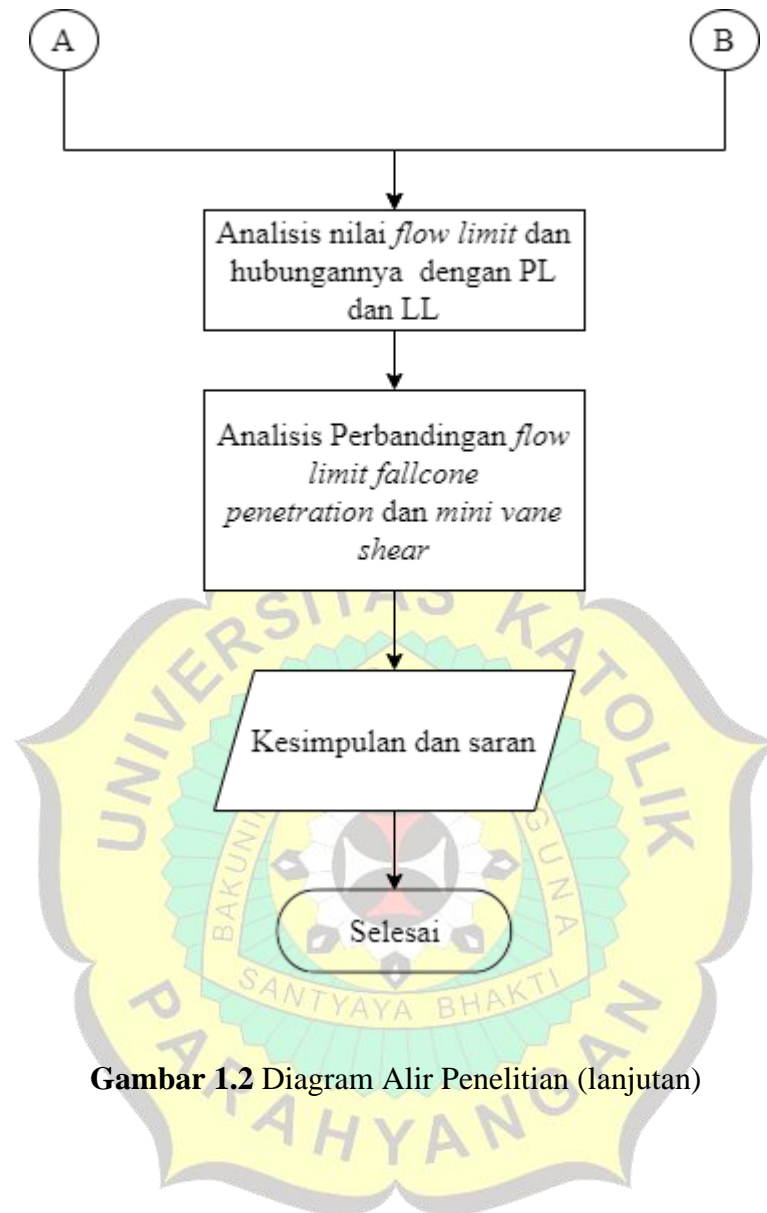 A
B
Analisis nilai flow limit dan
hubungannya dengan PL
dan LL
Analisis Perbandingan flow
limit fallcone
penetration dan mini vane
shear
UNIVERSITAS KATOLIK
Kesimpulan dan saran
BAKUNI GUNA
Selesai
SANTYAYA BHAKTI
Gambar 1.2 Diagram Alir Penelitian (lanjutan)
PARAHYANGAN